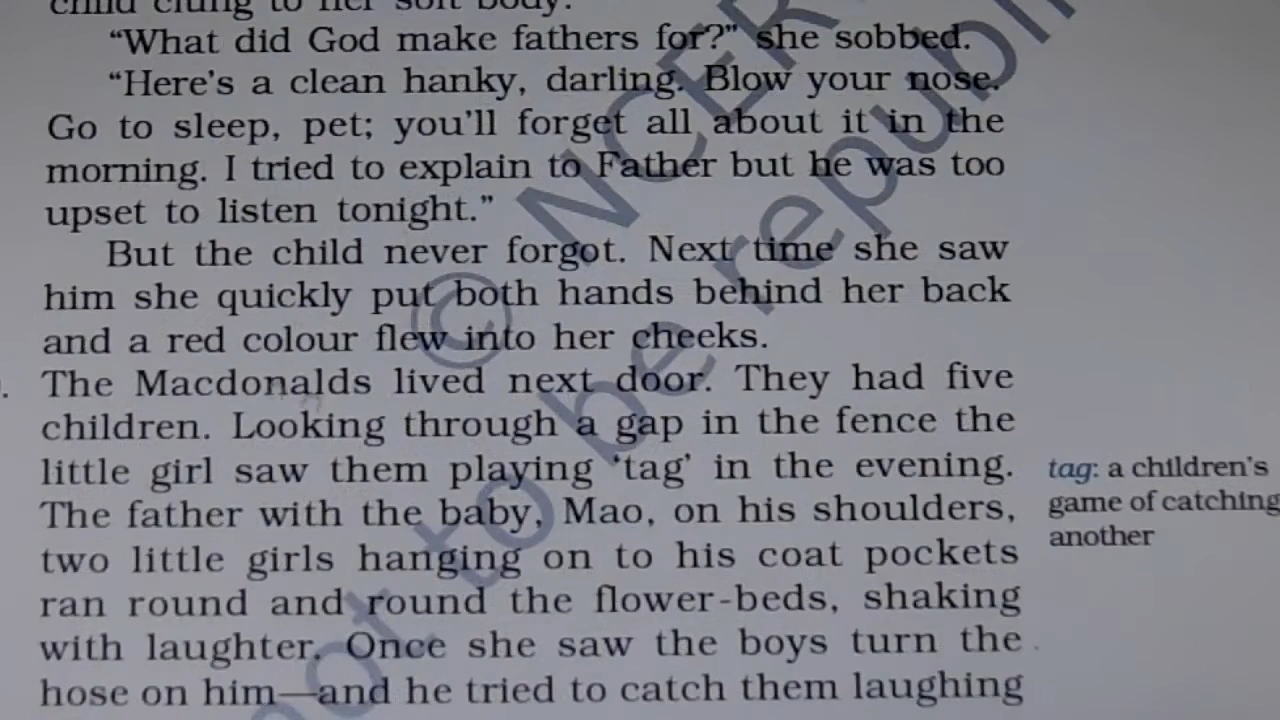 child clung to her soft body.
“What did God make fathers for?” she sobbed.
“Here’s a clean hanky, darling. Blow your nose.
Go to sleep, pet; you’ll forget all about it in the
morning. I tried to explain to Father but he was too
upset to listen tonight.”
But the child never forgot. Next time she saw
him she quickly put both hands behind her back
and a red colour flew into her cheeks.
The Macdonalds lived next door. They had five
children. Looking through a gap in the fence the
little girl saw them playing ‘tag’ in the evening.
The father with the baby, Mao, on his shoulders,
two little girls hanging on to his coat pockets
ran round and round the flower-beds, shaking
with laughter. Once she saw the boys turn the
hose on him—and he tried to catch them laughing
tag: a children’s
game of catching
another
© NCER
not to be republi